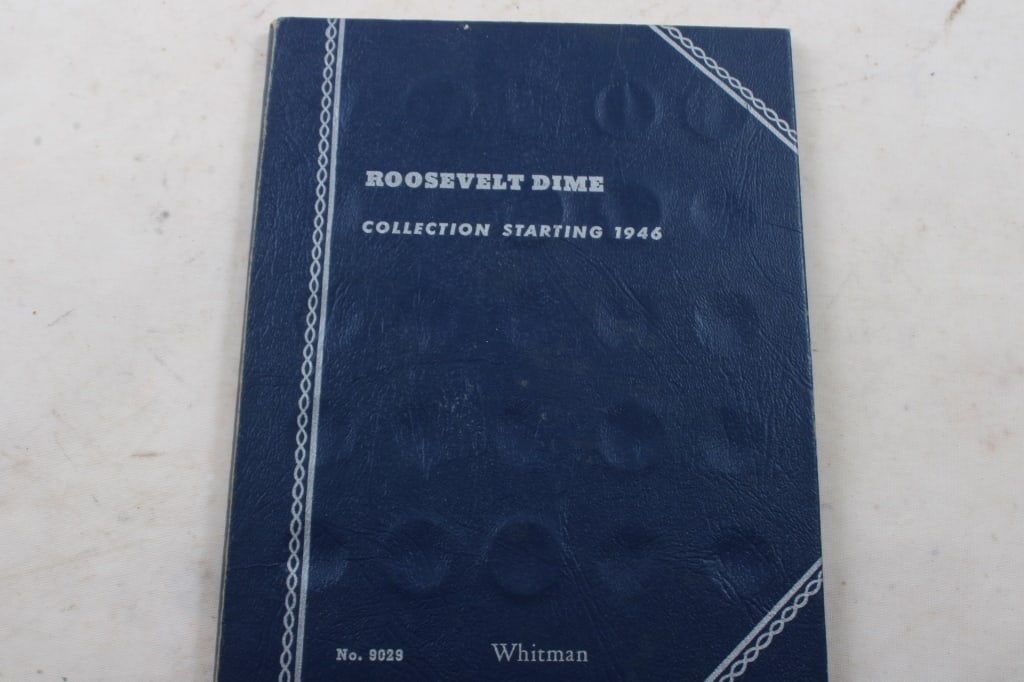 ROOSEVELT DIME
COLLECTION STARTING 1946
No. 9029 Whitman